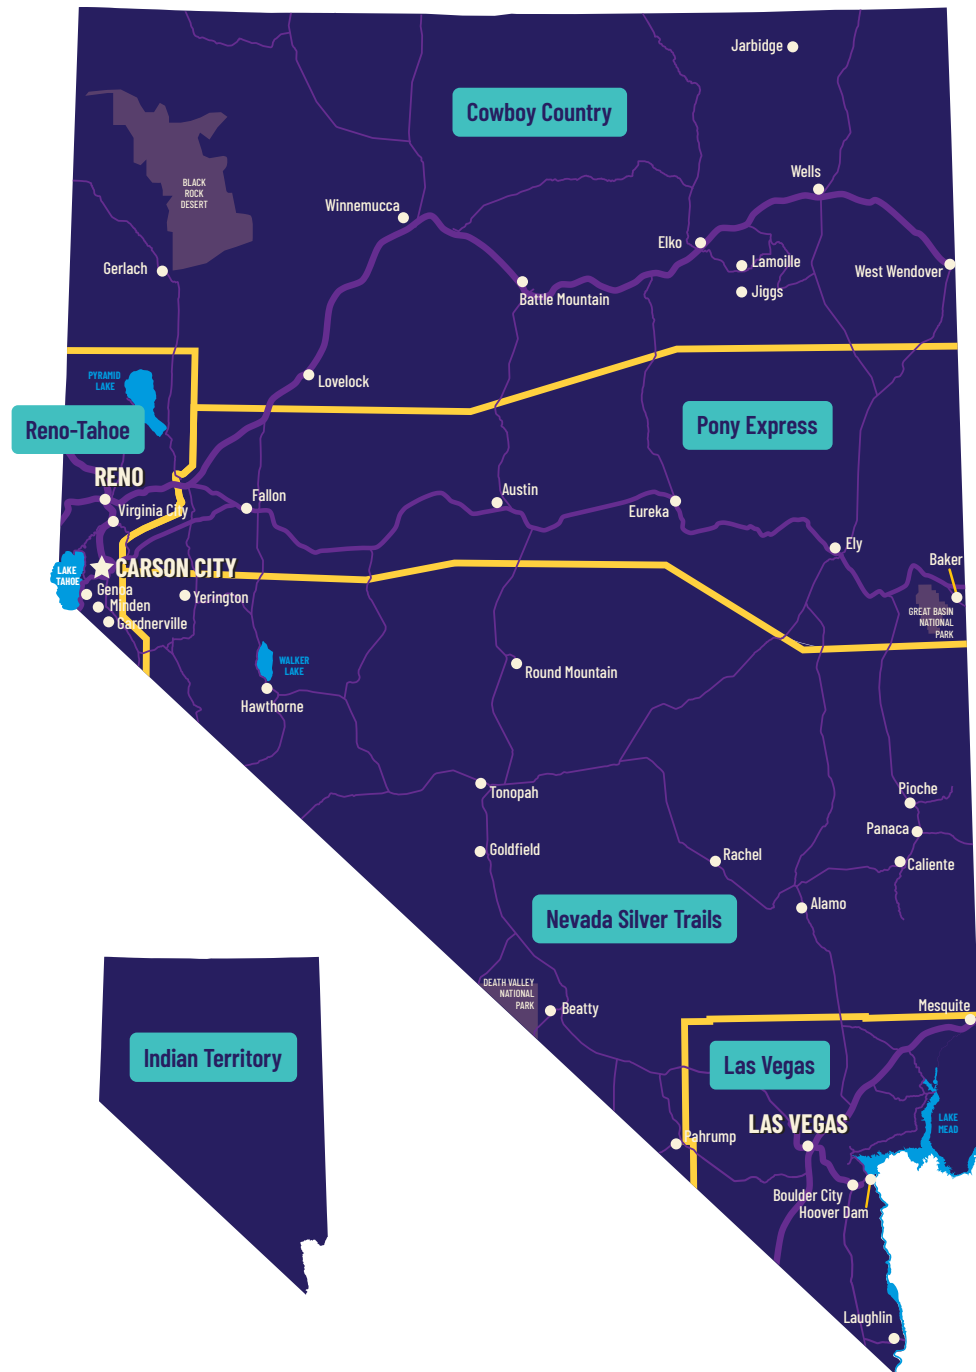 Jarbidge
Cowboy Country
Wells
BLACK
ROCK
DESERT
Winnemucca
Elko
Lamoille
Gerlach
West Wendover
Jiggs
Battle Mountain
PYRAMID
LAKE
Lovelock
Reno-Tahoe
Pony Express
RENO
Fallon
Austin
Virginia City
Eureka
Ely
Baker
LAKE
TAHOE
CARSON CITY
Genoa
Yerington
Minden
Gardnerville
GREAT BASIN
NATIONAL
PARK
WALKER
LAKE
Round Mountain
Hawthorne
Tonopah
Pioche
Panaca
Goldfield
Rachel
Caliente
Alamo
Nevada Silver Trails
DEATH VALLEY
NATIONAL
PARK
Beatty
Mesquite
Indian Territory
Las Vegas
LAS VEGAS
LAKE
MEAD
Pahrump
Boulder City
Hoover Dam
Laughlin